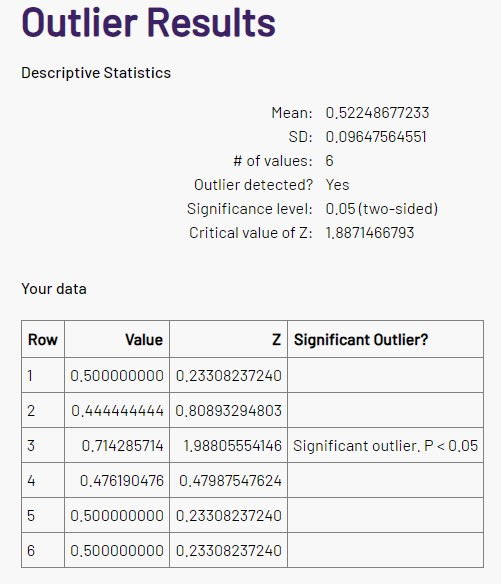 Outlier Results
Descriptive Statistics
Mean: 0.52248677233
SD: 0.09647564551
# of values: 6
Outlier detected? Yes
Significance level: 0.05 (two-sided)
Critical value of Z: 1.8871466793
Your data
Row Value Z Significant Outlier?
1 0.500000000 0.23308237240
2 0.444444444 0.80893294803
3 0.714285714 1.98805554146 Significant outlier. P < 0.05
4 0.476190476 0.47987547624
5 0.500000000 0.23308237240
6 0.500000000 0.23308237240